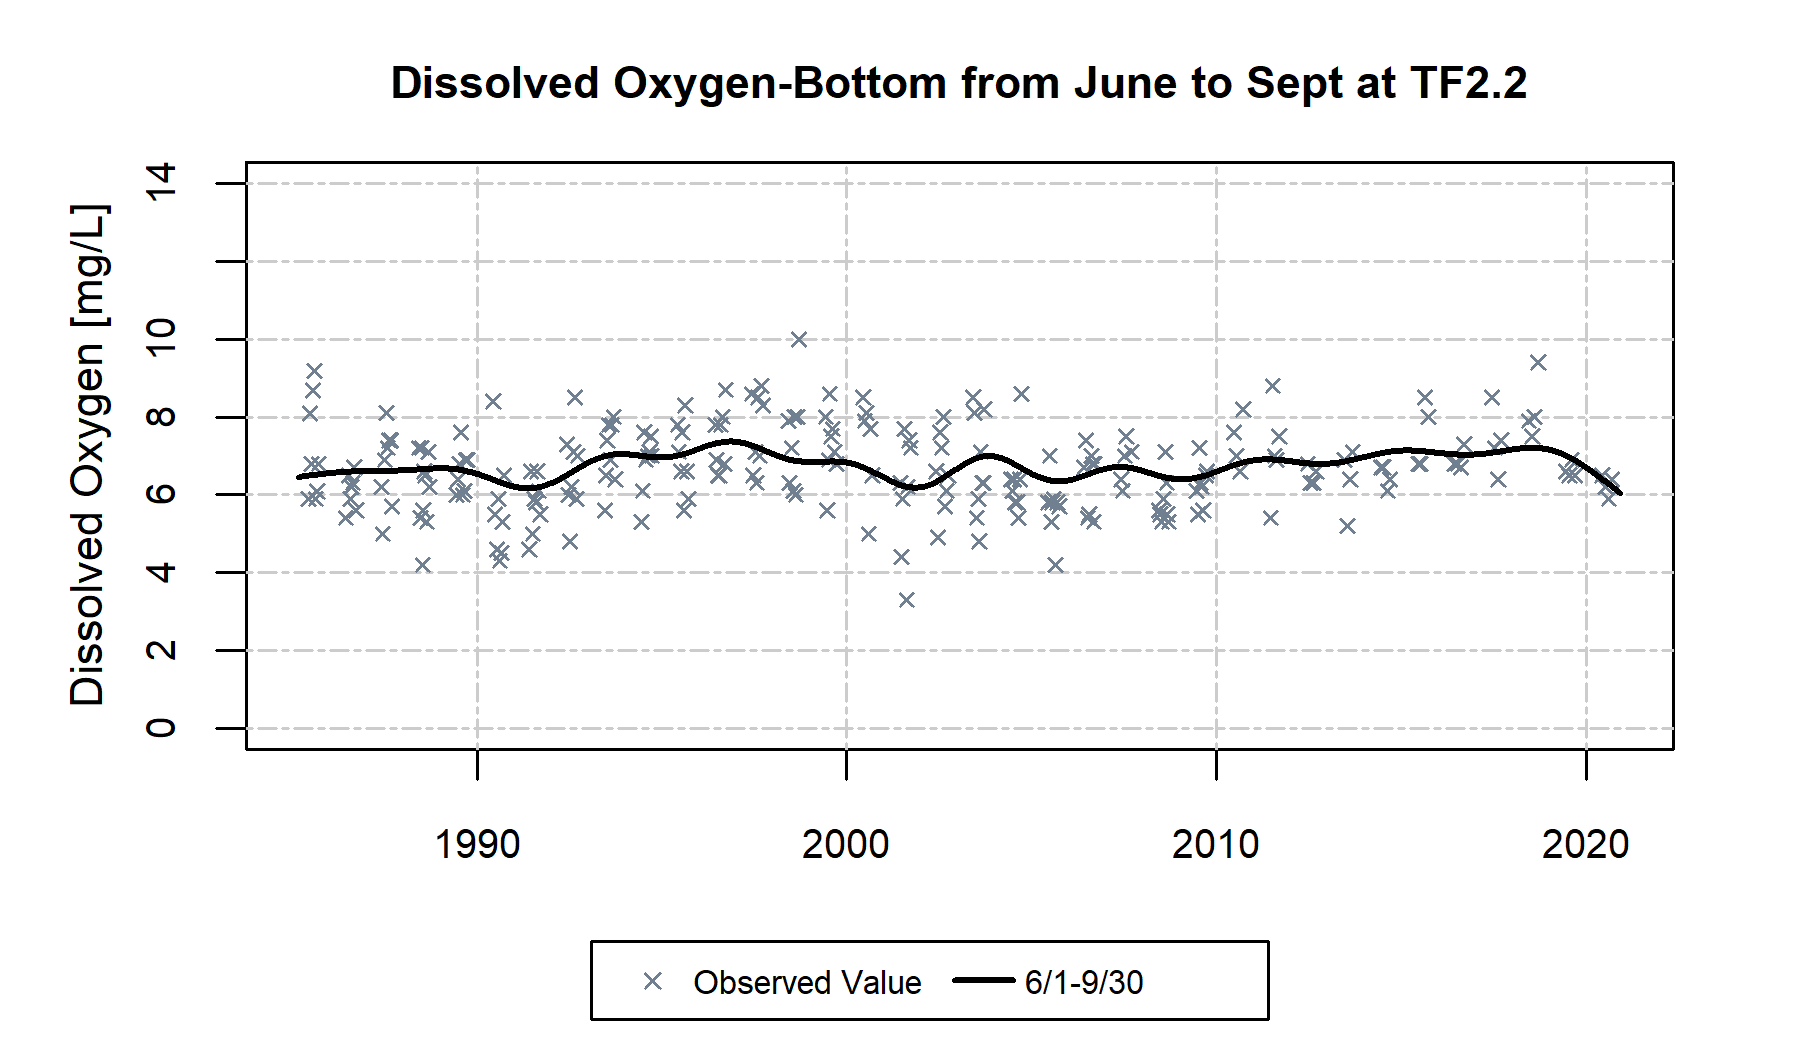 Dissolved Oxygen-Bottom from June to Sept at TF2.2
Dissolved Oxygen [mg/L]
14
10
8
6
4
2
0
1990 2000 2010 2020
Observed Value 6/1-9/30